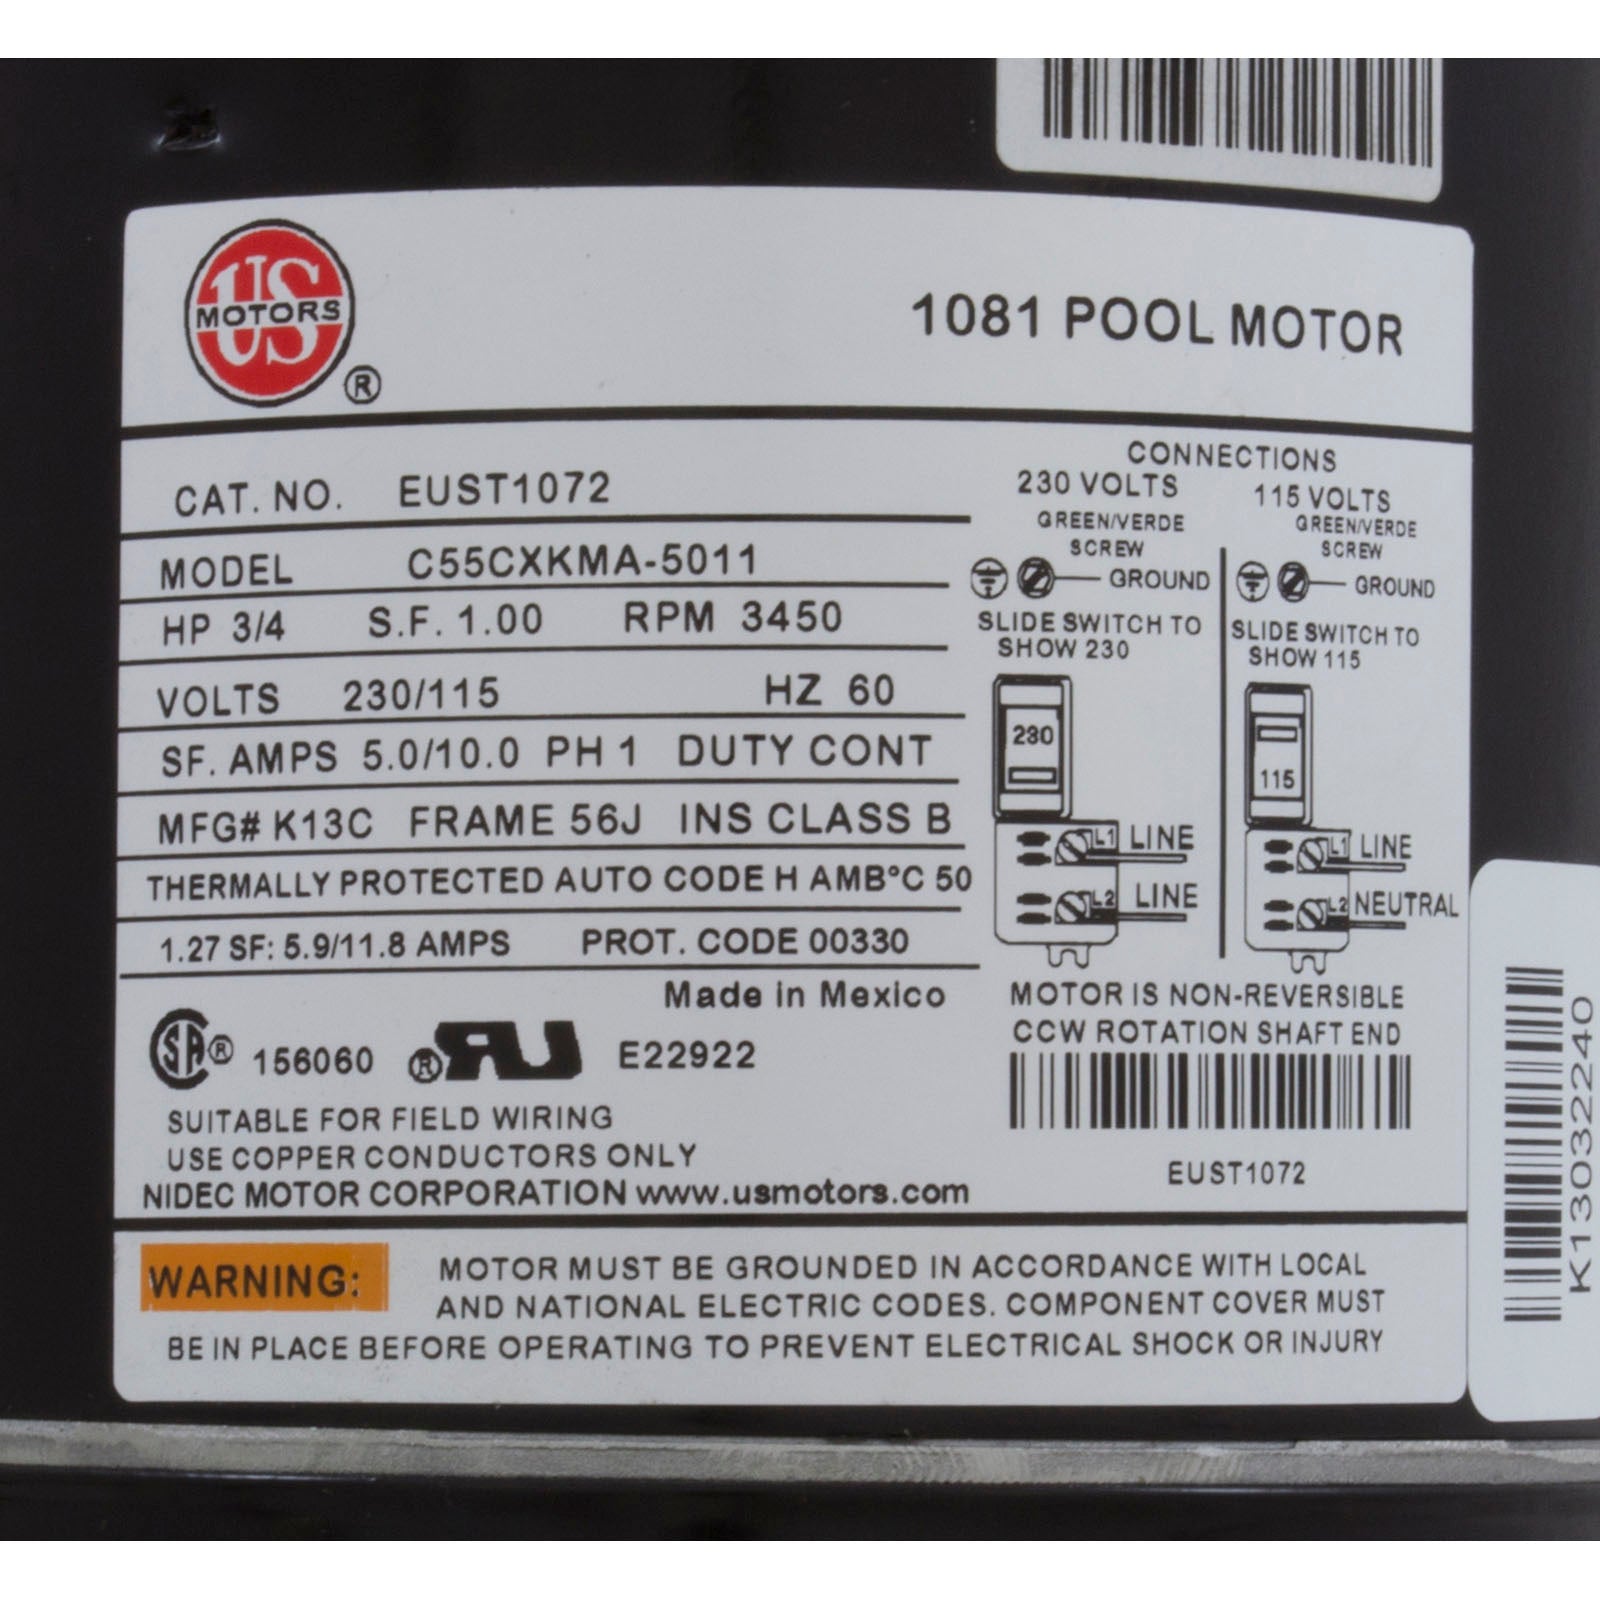 US
MOTORS
®
1081 POOL MOTOR
CAT. NO. EUST1072
MODEL C55CXKMA-5011
HP 3/4 S.F. 1.00 RPM 3450
VOLTS 230/115 HZ 60
SF. AMPS 5.0/10.0 PH 1 DUTY CONT
MFG# K13C FRAME 56J INS CLASS B
THERMALLY PROTECTED AUTO CODE H AMB°C 50
1.27 SF: 5.9/11.8 AMPS PROT. CODE 00330
Made in Mexico
SA ® 156060 ® RU E22922
SUITABLE FOR FIELD WIRING
USE COPPER CONDUCTORS ONLY
NIDEC MOTOR CORPORATION www.usmotors.com
CONNECTIONS
230 VOLTS
GREEN/VERDE
SCREW
GROUND
SLIDE SWITCH TO
SHOW 230
230
L1 LINE
L2 LINE
115 VOLTS
GREEN/VERDE
SCREW
GROUND
SLIDE SWITCH TO
SHOW 115
115
L1 LINE
L2 NEUTRAL
MOTOR IS NON-REVERSIBLE
CCW ROTATION SHAFT END
EUST1072
WARNING: MOTOR MUST BE GROUNDED IN ACCORDANCE WITH LOCAL
AND NATIONAL ELECTRIC CODES. COMPONENT COVER MUST
BE IN PLACE BEFORE OPERATING TO PREVENT ELECTRICAL SHOCK OR INJURY
K13032240